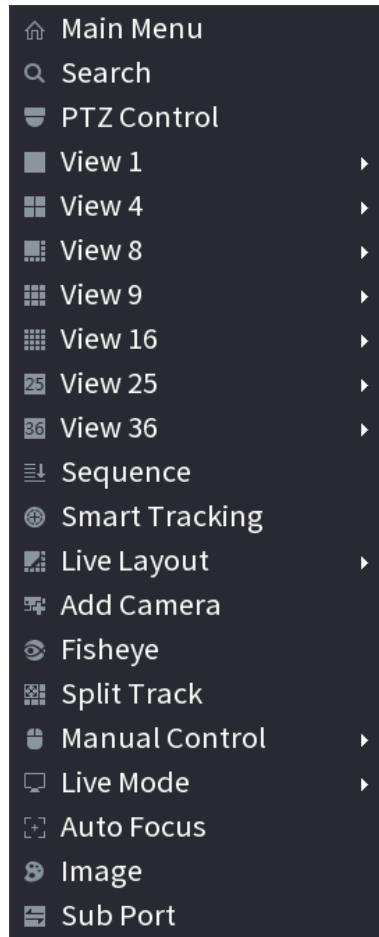 Main Menu
Search
PTZ Control
View 1
View 4
View 8
View 9
View 16
25 View 25
36 View 36
Sequence
Smart Tracking
Live Layout
Add Camera
Fisheye
Split Track
Manual Control
Live Mode
Auto Focus
Image
Sub Port